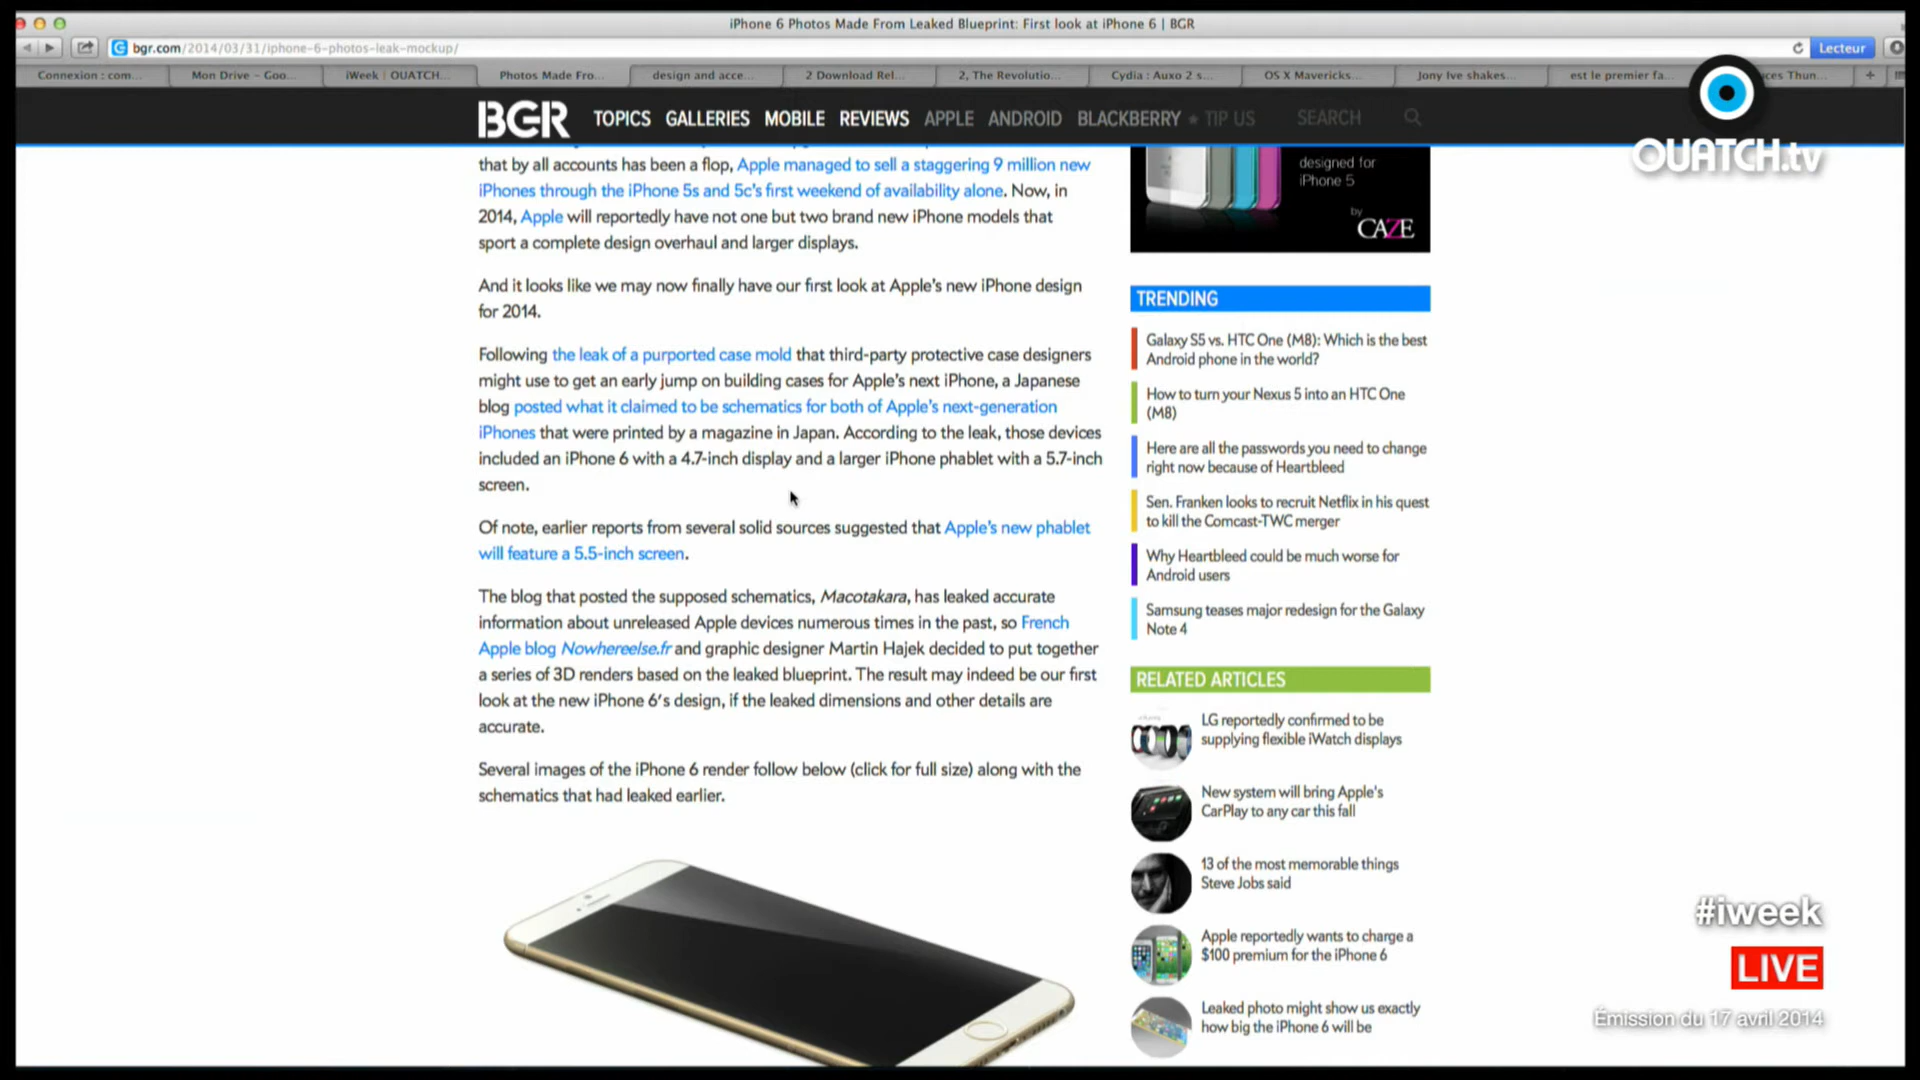 iPhone 6 Photos Made From Leaked Blueprint: First look at iPhone 6 | BGR
bgr.com/2014/03/31/iphone-6-photos-leak-mockup/
Lecteur
Connexion : com...
Mon Drive – Goo...
iWeek | OUATCH...
Photos Made Fro...
design and acce...
2 Download Rel...
2, The Revolutio...
Cydia : Auxo 2 s...
OS X Mavericks...
Jony Ive shakes...
est le premier fa...
ces Thun...
BGR
TOPICS GALLERIES MOBILE REVIEWS APPLE ANDROID BLACKBERRY ★ TIP US SEARCH
OUATCH.tv
that by all accounts has been a flop, Apple managed to sell a staggering 9 million new
iPhones through the iPhone 5s and 5c's first weekend of availability alone. Now, in
2014, Apple will reportedly have not one but two brand new iPhone models that
sport a complete design overhaul and larger displays.
And it looks like we may now finally have our first look at Apple's new iPhone design
for 2014.
Following the leak of a purported case mold that third-party protective case designers
might use to get an early jump on building cases for Apple's next iPhone, a Japanese
blog posted what it claimed to be schematics for both of Apple's next-generation
iPhones that were printed by a magazine in Japan. According to the leak, those devices
included an iPhone 6 with a 4.7-inch display and a larger iPhone phablet with a 5.7-inch
screen.
Of note, earlier reports from several solid sources suggested that Apple's new phablet
will feature a 5.5-inch screen.
The blog that posted the supposed schematics, Macotakara, has leaked accurate
information about unreleased Apple devices numerous times in the past, so French
Apple blog Nowhereelse.fr and graphic designer Martin Hajek decided to put together
a series of 3D renders based on the leaked blueprint. The result may indeed be our first
look at the new iPhone 6's design, if the leaked dimensions and other details are
accurate.
Several images of the iPhone 6 render follow below (click for full size) along with the
schematics that had leaked earlier.
designed for
iPhone 5
by
CAZE
TRENDING
Galaxy S5 vs. HTC One (M8): Which is the best
Android phone in the world?
How to turn your Nexus 5 into an HTC One
(M8)
Here are all the passwords you need to change
right now because of Heartbleed
Sen. Franken looks to recruit Netflix in his quest
to kill the Comcast-TWC merger
Why Heartbleed could be much worse for
Android users
Samsung teases major redesign for the Galaxy
Note 4
RELATED ARTICLES
LG reportedly confirmed to be
supplying flexible iWatch displays
New system will bring Apple's
CarPlay to any car this fall
13 of the most memorable things
Steve Jobs said
Apple reportedly wants to charge a
$100 premium for the iPhone 6
Leaked photo might show us exactly
how big the iPhone 6 will be
#iweek
LIVE
Émission du 17 avril 2014